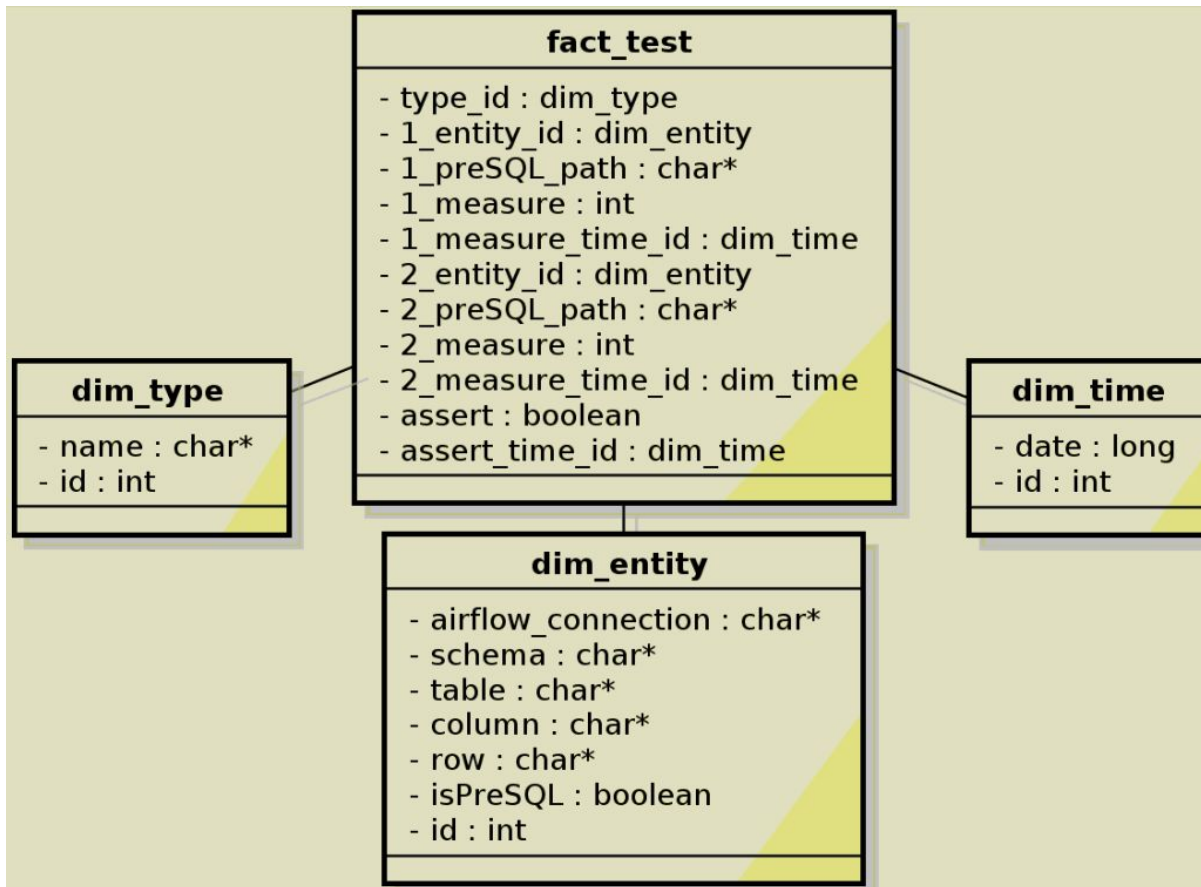 fact_test
- type_id : dim_type
- 1_entity_id : dim_entity
- 1_preSQL_path : char*
- 1_measure : int
- 1_measure_time_id : dim_time
- 2_entity_id : dim_entity
- 2_preSQL_path : char*
- 2_measure : int
- 2_measure_time_id : dim_time
- assert : boolean
- assert_time_id : dim_time
dim_type
- name : char*
- id : int
dim_time
- date : long
- id : int
dim_entity
- airflow_connection : char*
- schema : char*
- table : char*
- column : char*
- row : char*
- isPreSQL : boolean
- id : int